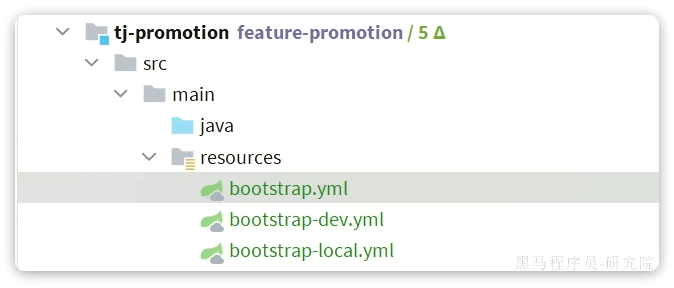 tj-promotion feature-promotion / 5 Δ
src
main
java
resources
bootstrap.yml
bootstrap-dev.yml
bootstrap-local.yml
黑马程序员-研究院